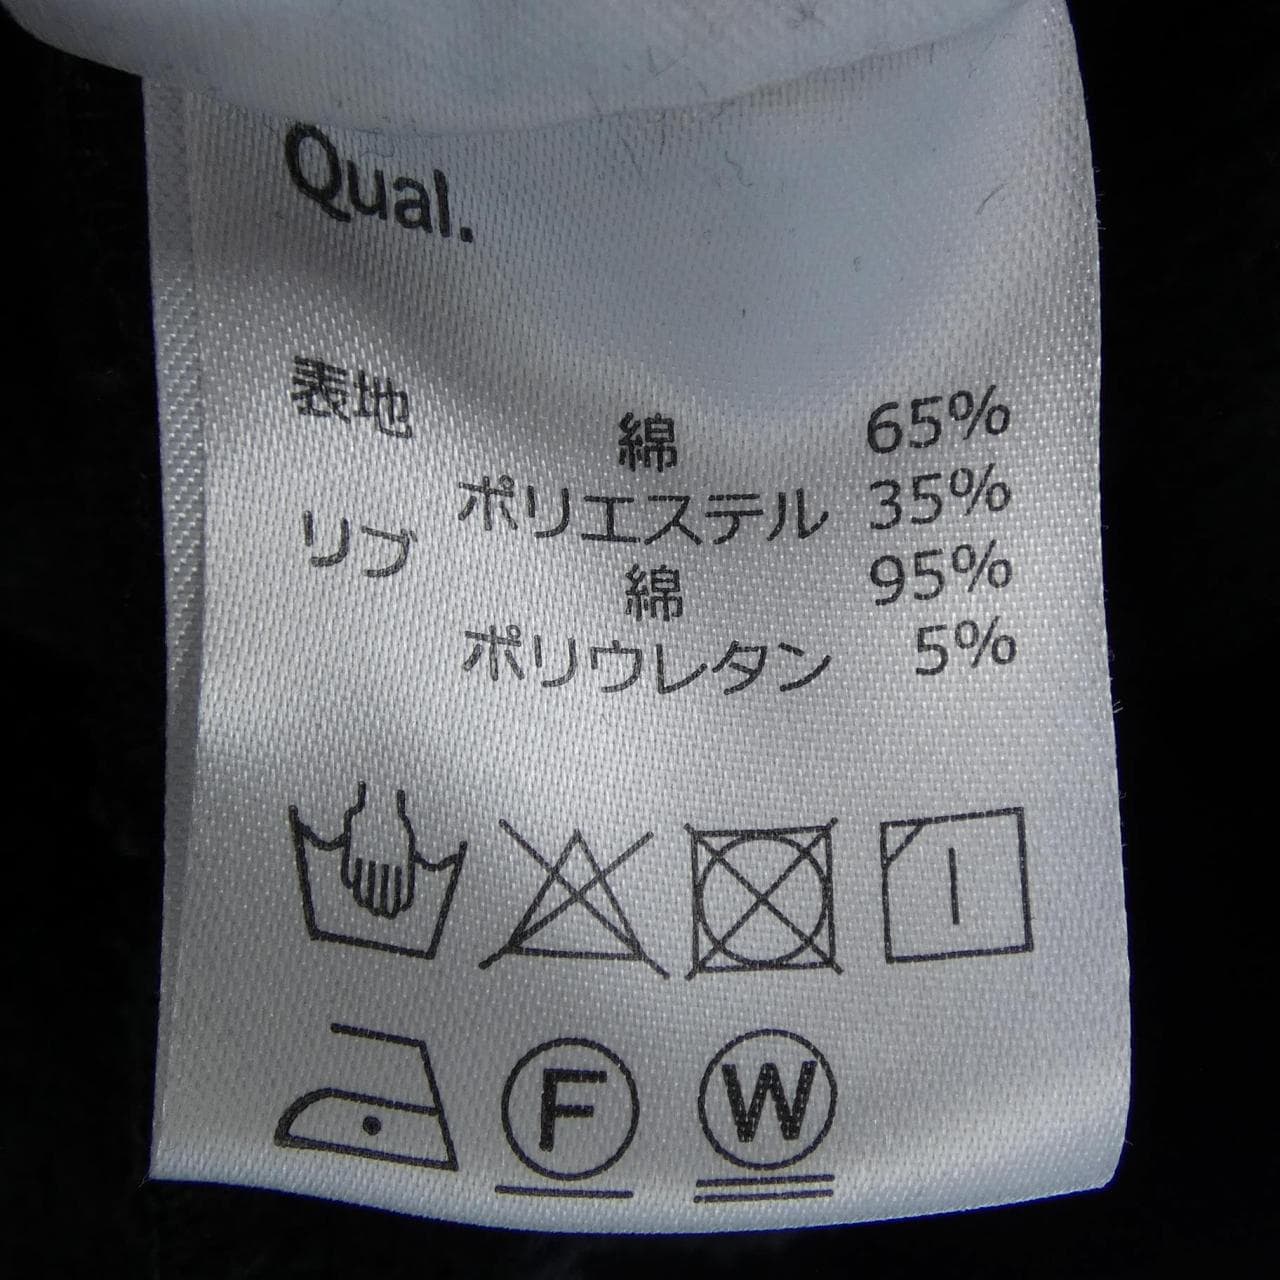 Qual.
表地 綿 65%
ポリエステル 35%
リブ 綿 95%
ポリウレタン 5%
F W